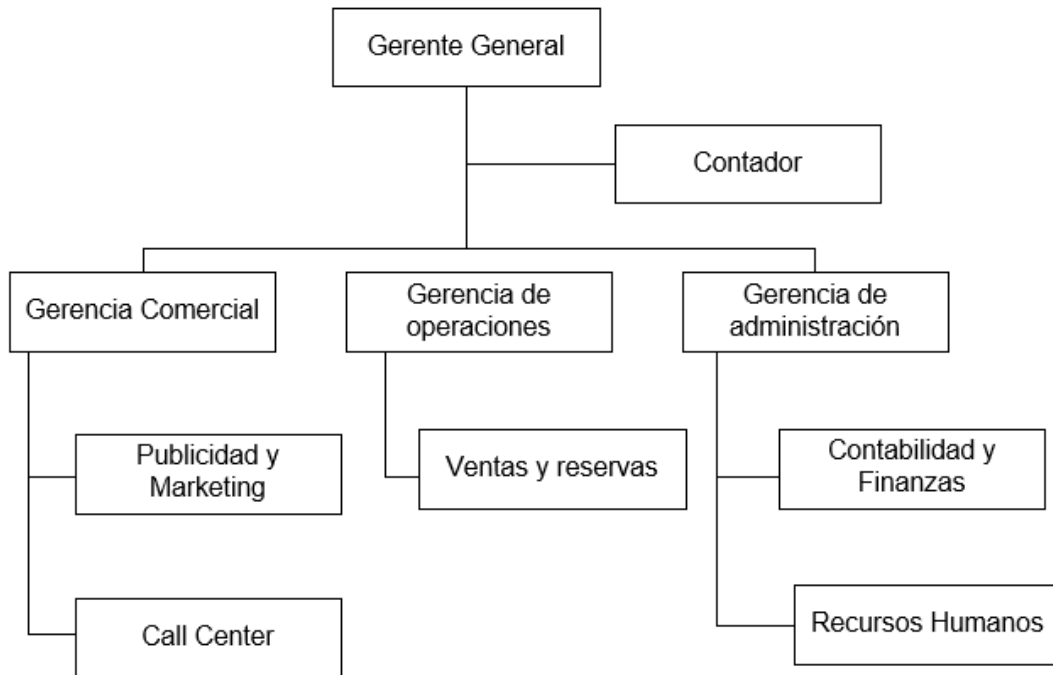 Gerente General
Contador
Gerencia Comercial
Gerencia de
operaciones
Gerencia de
administración
Publicidad y
Marketing
Ventas y reservas
Contabilidad y
Finanzas
Call Center
Recursos Humanos